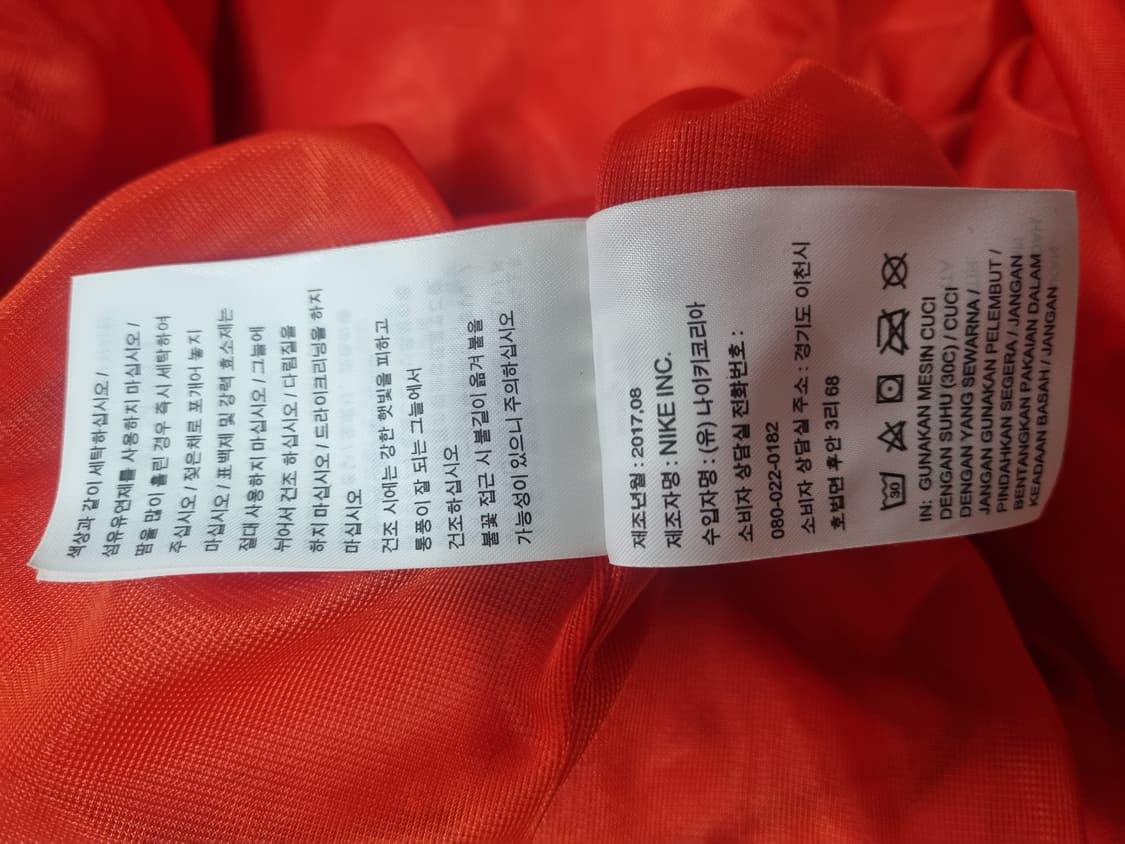 색상과 같이 세탁하십시오 /
섬유유연제를 사용하지 마십시오 /
땀을 많이 흘린 경우 즉시 세탁하여
주십시오 / 젖은채로 포개어 놓지
마십시오 / 표백제 및 강력 효소제는
절대 사용하지 마십시오 / 그늘에
뉘어서 건조 하십시오 / 다림질을
하지 마십시오 / 드라이크리닝을 하지
마십시오
건조 시에는 강한 햇빛을 피하고
통풍이 잘 되는 그늘에서
건조하십시오
불꽃 접근 시 불길이 옮겨 붙을
가능성이 있으니 주의하십시오
제조년월 : 2017.08
제조자명 : NIKE INC.
수입자명 : (유) 나이키코리아
소비자 상담실 전화번호 :
080-022-0182
소비자 상담실 주소 : 경기도 이천시
호법면 후안 3리 68
30
IN: GUNAKAN MESIN CUCI
DENGAN SUHU (30C) / CUCI
DENGAN YANG SEWARNA /
JANGAN GUNAKAN PELEMBUT /
PINDAHKAN SEGERA / JANGAN
BENTANGKAN PAKAIAN DALAM
KEADAAN BASAH / JANGAN